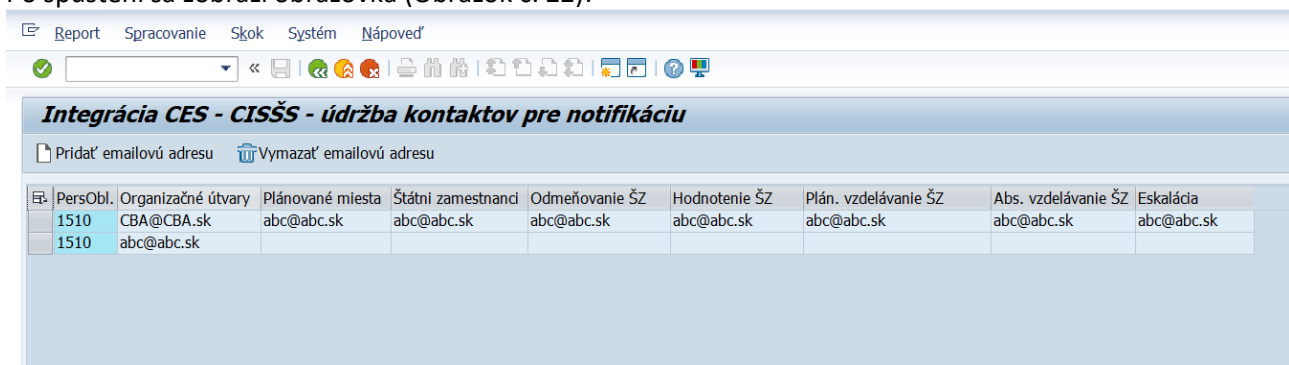 Po spustení sa zobrazí obrazovka (Obrázok č. 22).
Report Spracovanie Skok Systém Nápoveď
Integrácia CES - CISŠS - údržba kontaktov pre notifikáciu
Pridať emailovú adresu Vymazať emailovú adresu
PersObl. Organizačné útvary Plánované miesta Štátni zamestnanci Odmeňovanie ŠZ Hodnotenie ŠZ Plán. vzdelávanie ŠZ Abs. vzdelávanie ŠZ Eskalácia
1510 CBA@CBA.sk abc@abc.sk abc@abc.sk abc@abc.sk abc@abc.sk abc@abc.sk abc@abc.sk abc@abc.sk
1510 abc@abc.sk